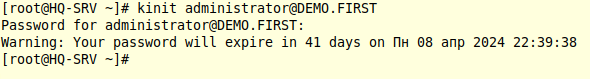 [root@HQ-SRV ~]# kinit administrator@DEMO.FIRST
Password for administrator@DEMO.FIRST:
Warning: Your password will expire in 41 days on Пн 08 апр 2024 22:39:38
[root@HQ-SRV ~]#